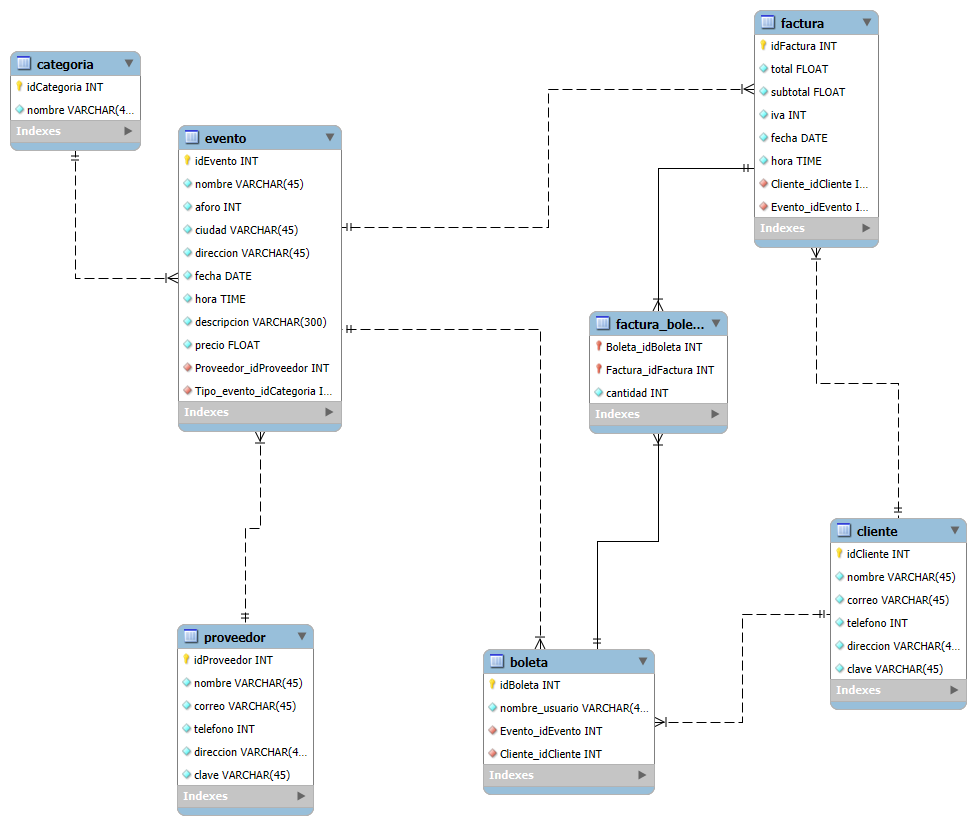 categoria
idCategoria INT
nombre VARCHAR(4...
Indexes
evento
idEvento INT
nombre VARCHAR(45)
aforo INT
ciudad VARCHAR(45)
direccion VARCHAR(45)
fecha DATE
hora TIME
descripcion VARCHAR(300)
precio FLOAT
Proveedor_idProveedor INT
Tipo_evento_idCategoria I...
Indexes
factura
idFactura INT
total FLOAT
subtotal FLOAT
iva INT
fecha DATE
hora TIME
Cliente_idCliente I...
Evento_idEvento I...
Indexes
factura_bole...
Boleta_idBoleta INT
Factura_idFactura INT
cantidad INT
Indexes
cliente
idCliente INT
nombre VARCHAR(45)
correo VARCHAR(45)
telefono INT
direccion VARCHAR(4...
clave VARCHAR(45)
Indexes
proveedor
idProveedor INT
nombre VARCHAR(45)
correo VARCHAR(45)
telefono INT
direccion VARCHAR(4...
clave VARCHAR(45)
Indexes
boleta
idBoleta INT
nombre_usuario VARCHAR(4...
Evento_idEvento INT
Cliente_idCliente INT
Indexes